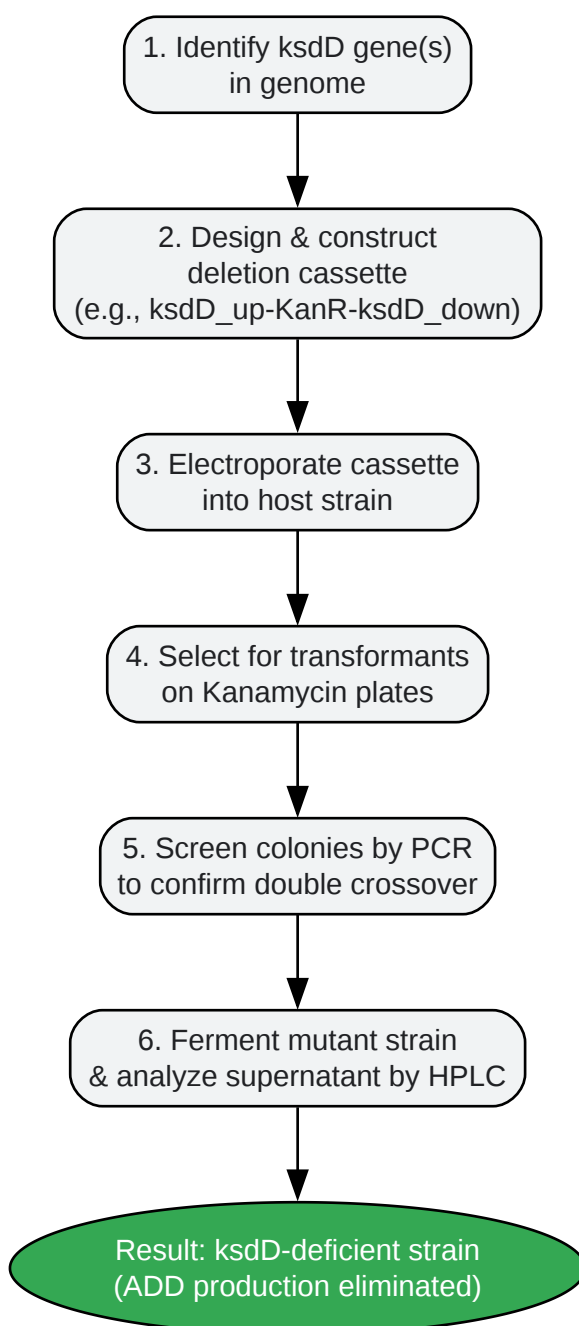 1. Identify ksdD gene(s)
in genome
2. Design & construct
deletion cassette
(e.g., ksdD_up-KanR-ksdD_down)
3. Electroporate cassette
into host strain
4. Select for transformants
on Kanamycin plates
5. Screen colonies by PCR
to confirm double crossover
6. Ferment mutant strain
& analyze supernatant by HPLC
Result: ksdD-deficient strain
(ADD production eliminated)